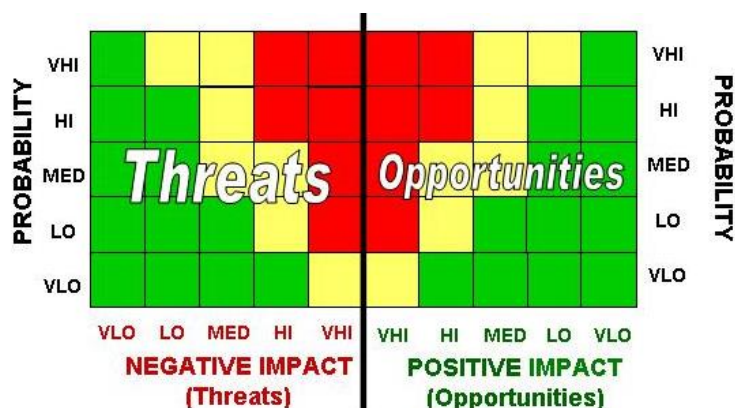 VHI
VHI
HI
HI
Threats
Opportunities
MED
MED
LO
LO
VLO
VLO
PROBABILITY
PROBABILITY
VLO LO MED HI VHI
VHI HI MED LO VLO
NEGATIVE IMPACT
(Threats)
POSITIVE IMPACT
(Opportunities)